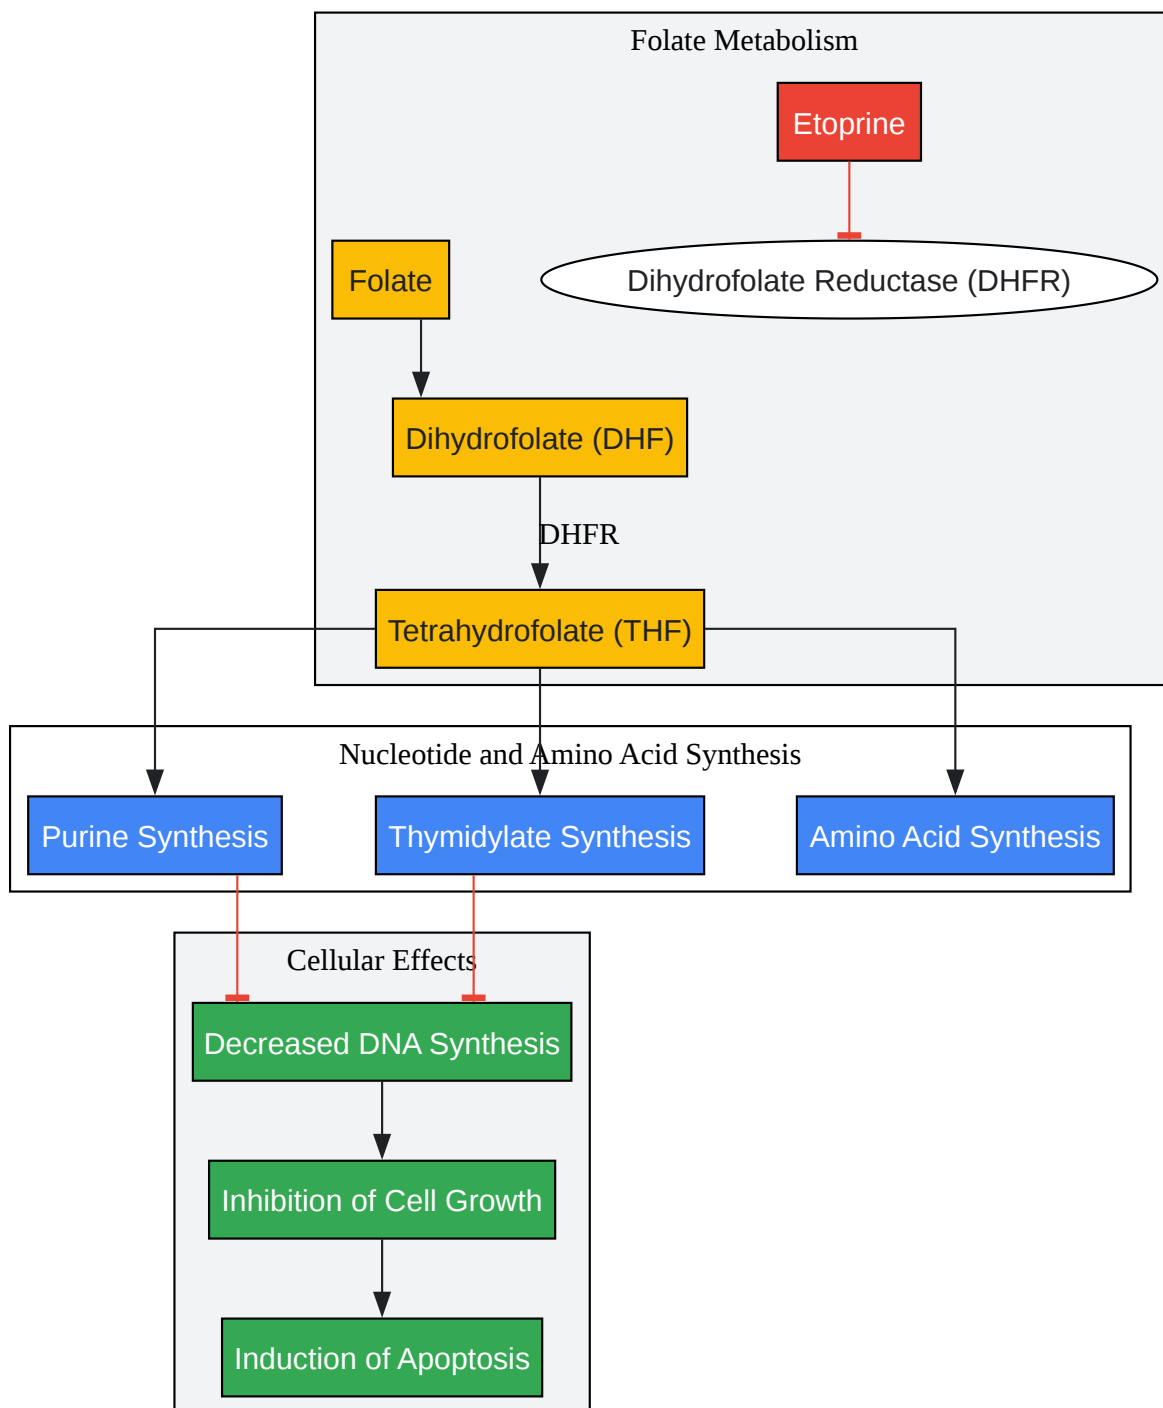 Folate Metabolism
Etoprine
Folate
Dihydrofolate Reductase (DHFR)
Dihydrofolate (DHF)
DHFR
Tetrahydrofolate (THF)
Nucleotide and Amino Acid Synthesis
Purine Synthesis
Thymidylate Synthesis
Amino Acid Synthesis
Cellular Effects
Decreased DNA Synthesis
Inhibition of Cell Growth
Induction of Apoptosis